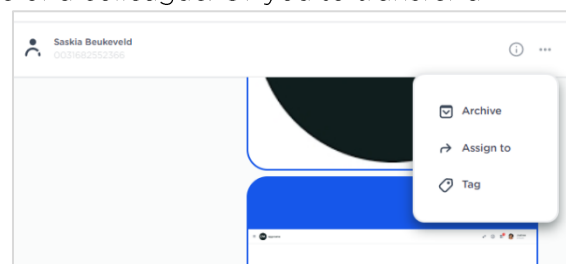 Saskia Beukeveld
0031682552366
Archive
Assign to
Tag